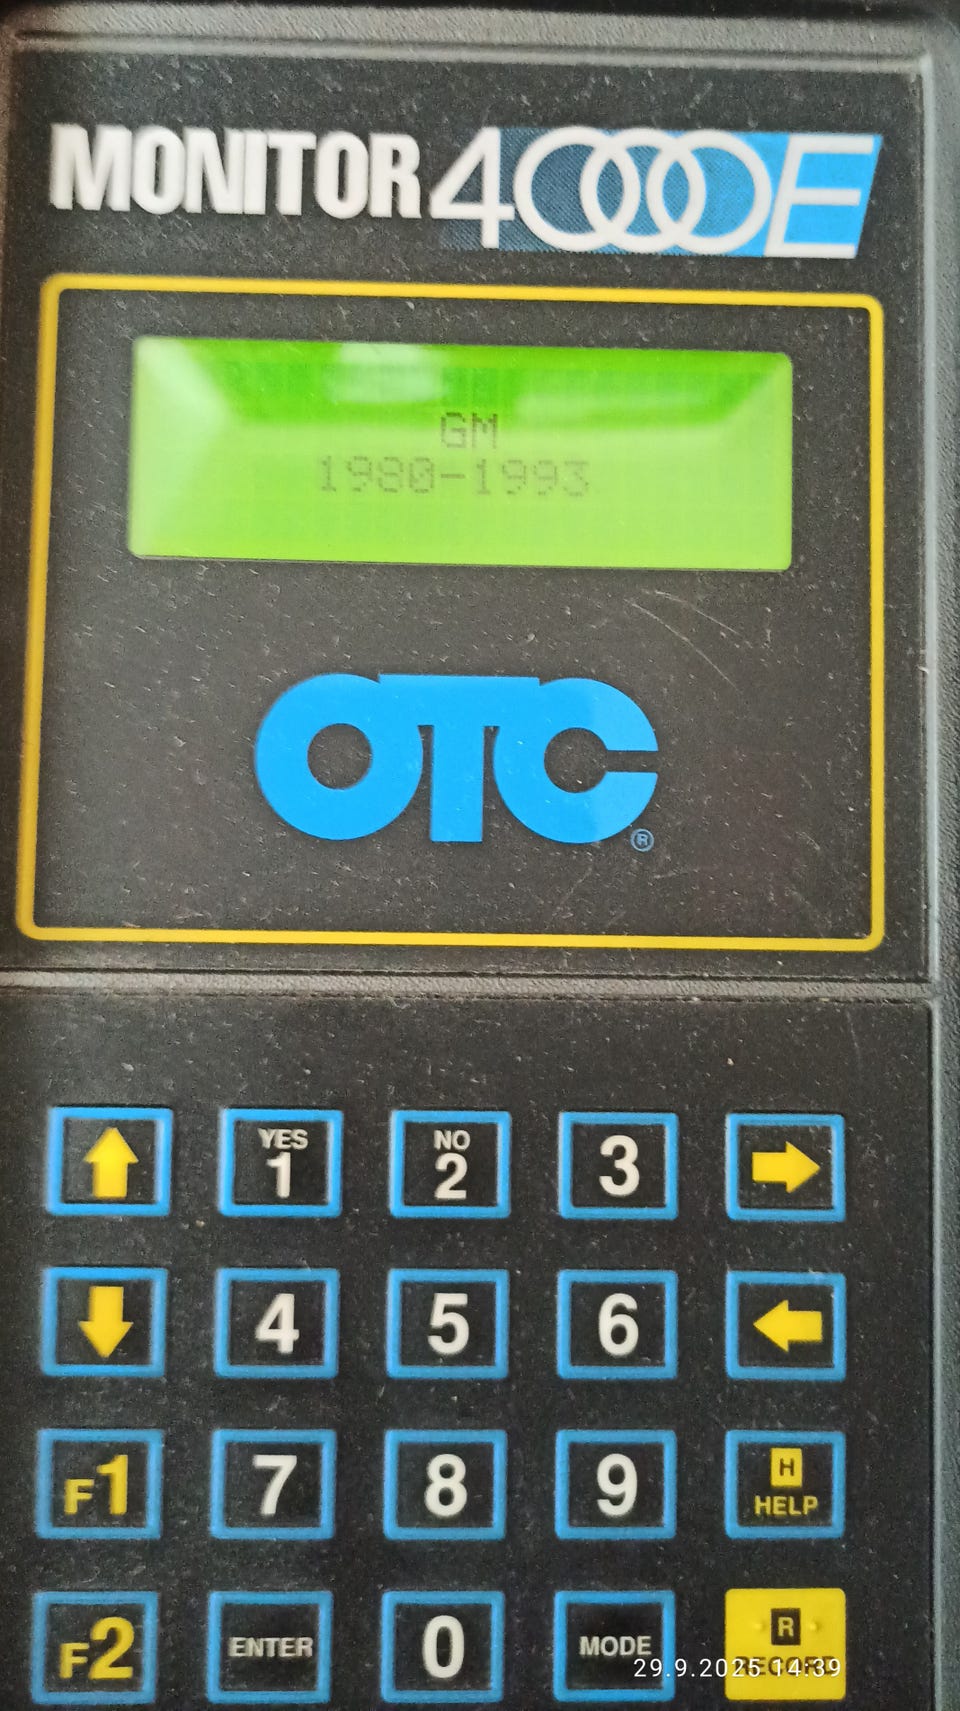 MONITOR 4000E
GM
1980-1993
OTC®
YES
1
NO
2
3
4
5
6
F1
7
8
9
H
HELP
F2
ENTER
0
MODE
R
RECORD
29.9.2025 14:39